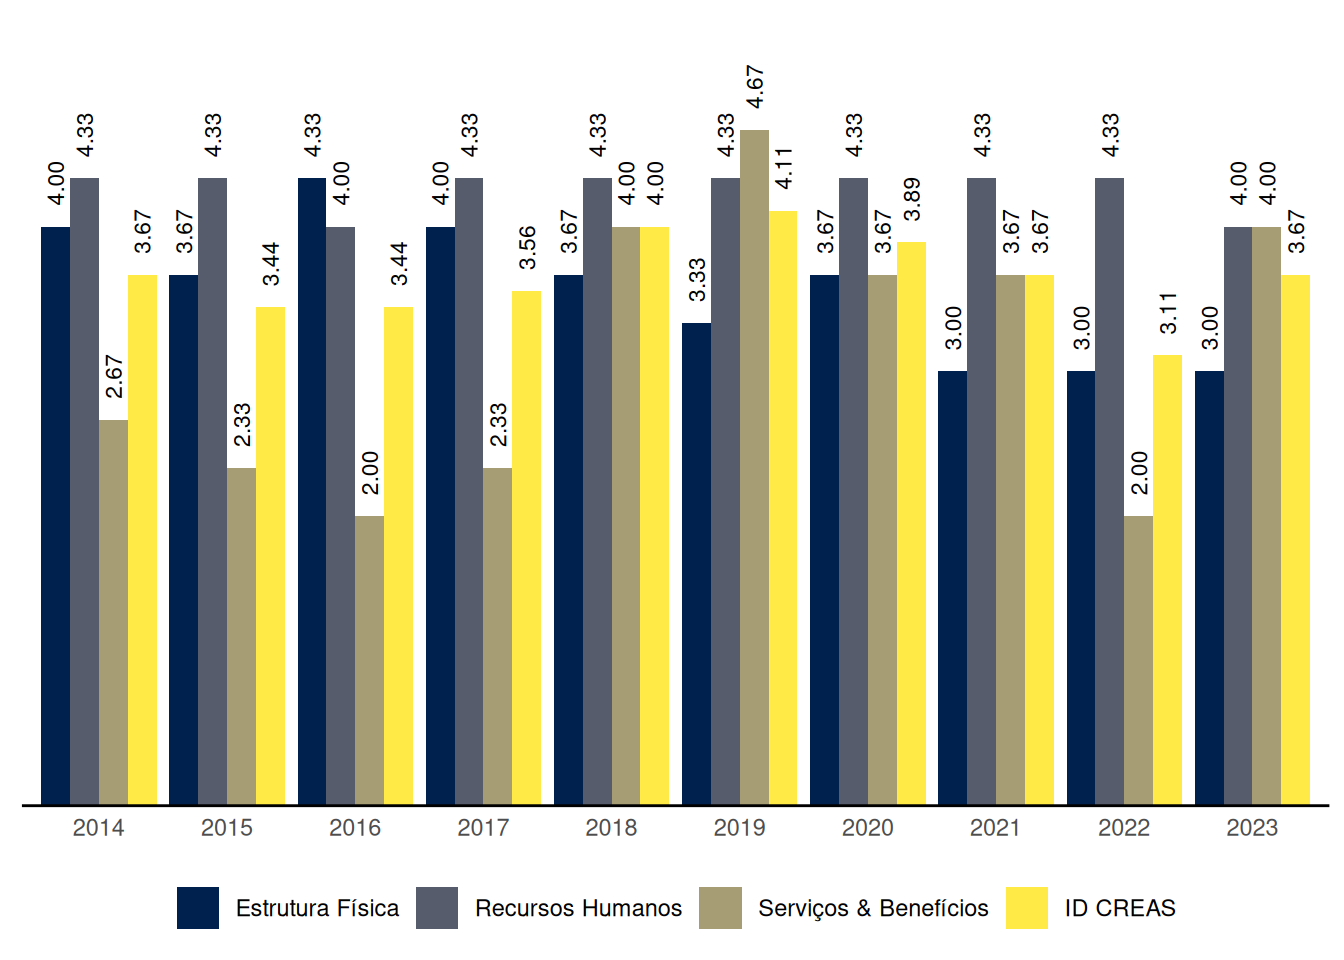 4.00 4.33 2.67 3.67 3.67 4.33 2.33 3.44 4.33 4.00 2.00 3.44 4.00 4.33 2.33 3.56 3.67 4.33 4.00 4.00 3.33 4.33 4.67 4.11 3.67 4.33 3.67 3.89 3.00 4.33 3.67 3.67 3.00 4.33 2.00 3.11 3.00 4.00 4.00 3.67
2014 2015 2016 2017 2018 2019 2020 2021 2022 2023
Estrutura Física Recursos Humanos Serviços & Benefícios ID CREAS